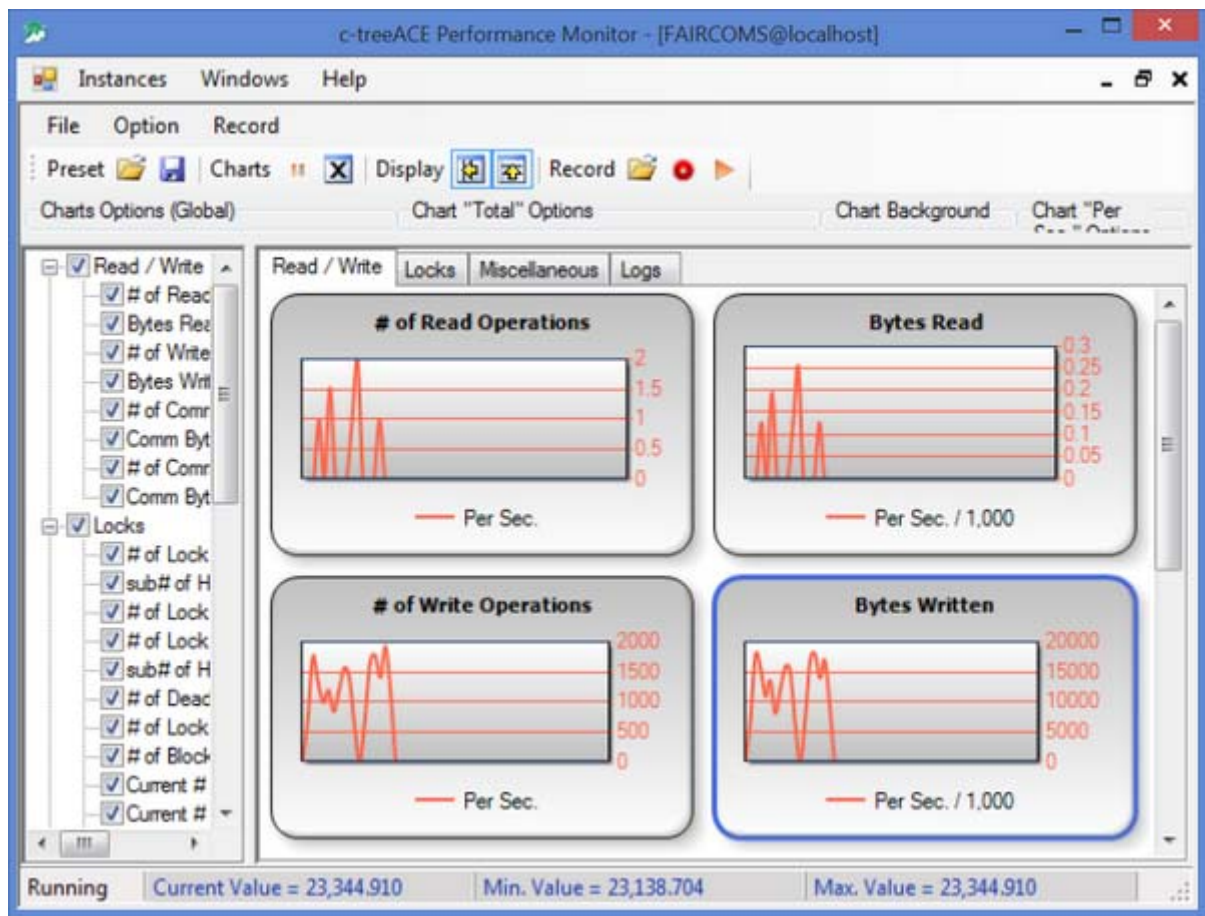 c-treeACE Performance Monitor - [FAIRCOMS@localhost]
Instances Windows Help
File Option Record
Preset Charts Display Record
Charts Options (Global) Chart "Total" Options Chart Background Chart "Per
Read / Write
# of Read
Bytes Rea
# of Write
Bytes Writ
# of Comr
Comm Byt
# of Comr
Comm Byt
Locks
# of Lock
sub# of H
# of Lock
# of Lock
sub# of H
# of Deac
# of Lock
# of Block
Current #
Current #
Read / Write Locks Miscellaneous Logs
# of Read Operations
2
1.5
1
0.5
0
Per Sec.
Bytes Read
0.3
0.25
0.2
0.15
0.1
0.05
0
Per Sec. / 1,000
# of Write Operations
2000
1500
1000
500
0
Per Sec.
Bytes Written
20000
15000
10000
5000
0
Per Sec. / 1,000
Running Current Value = 23,344.910 Min. Value = 23,138.704 Max. Value = 23,344.910